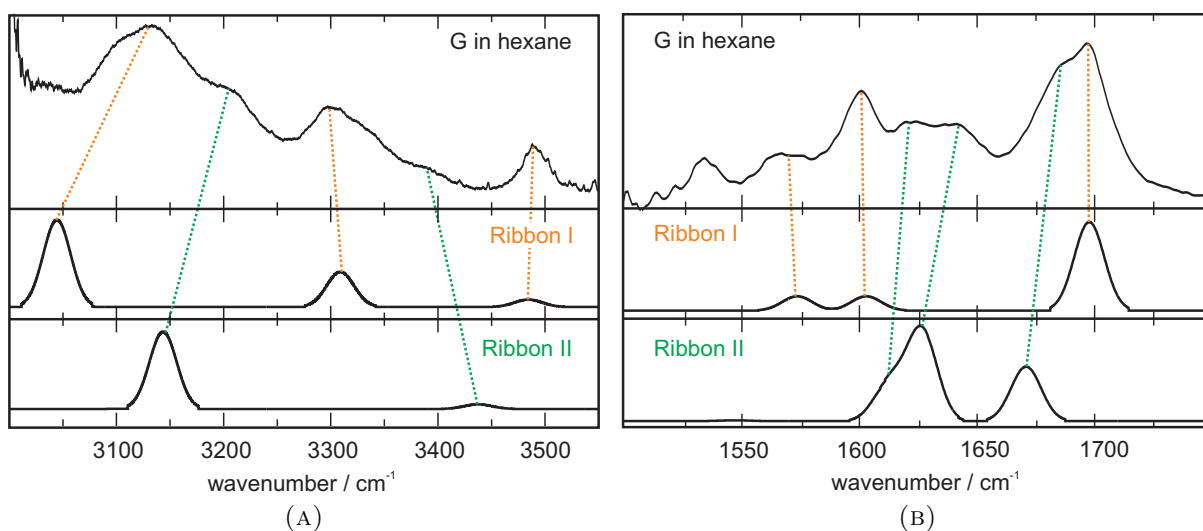 G in hexane
Ribbon I
Ribbon II
3100 3200 3300 3400 3500
wavenumber / cm⁻¹
(A)
G in hexane
Ribbon I
Ribbon II
1550 1600 1650 1700
wavenumber / cm⁻¹
(B)